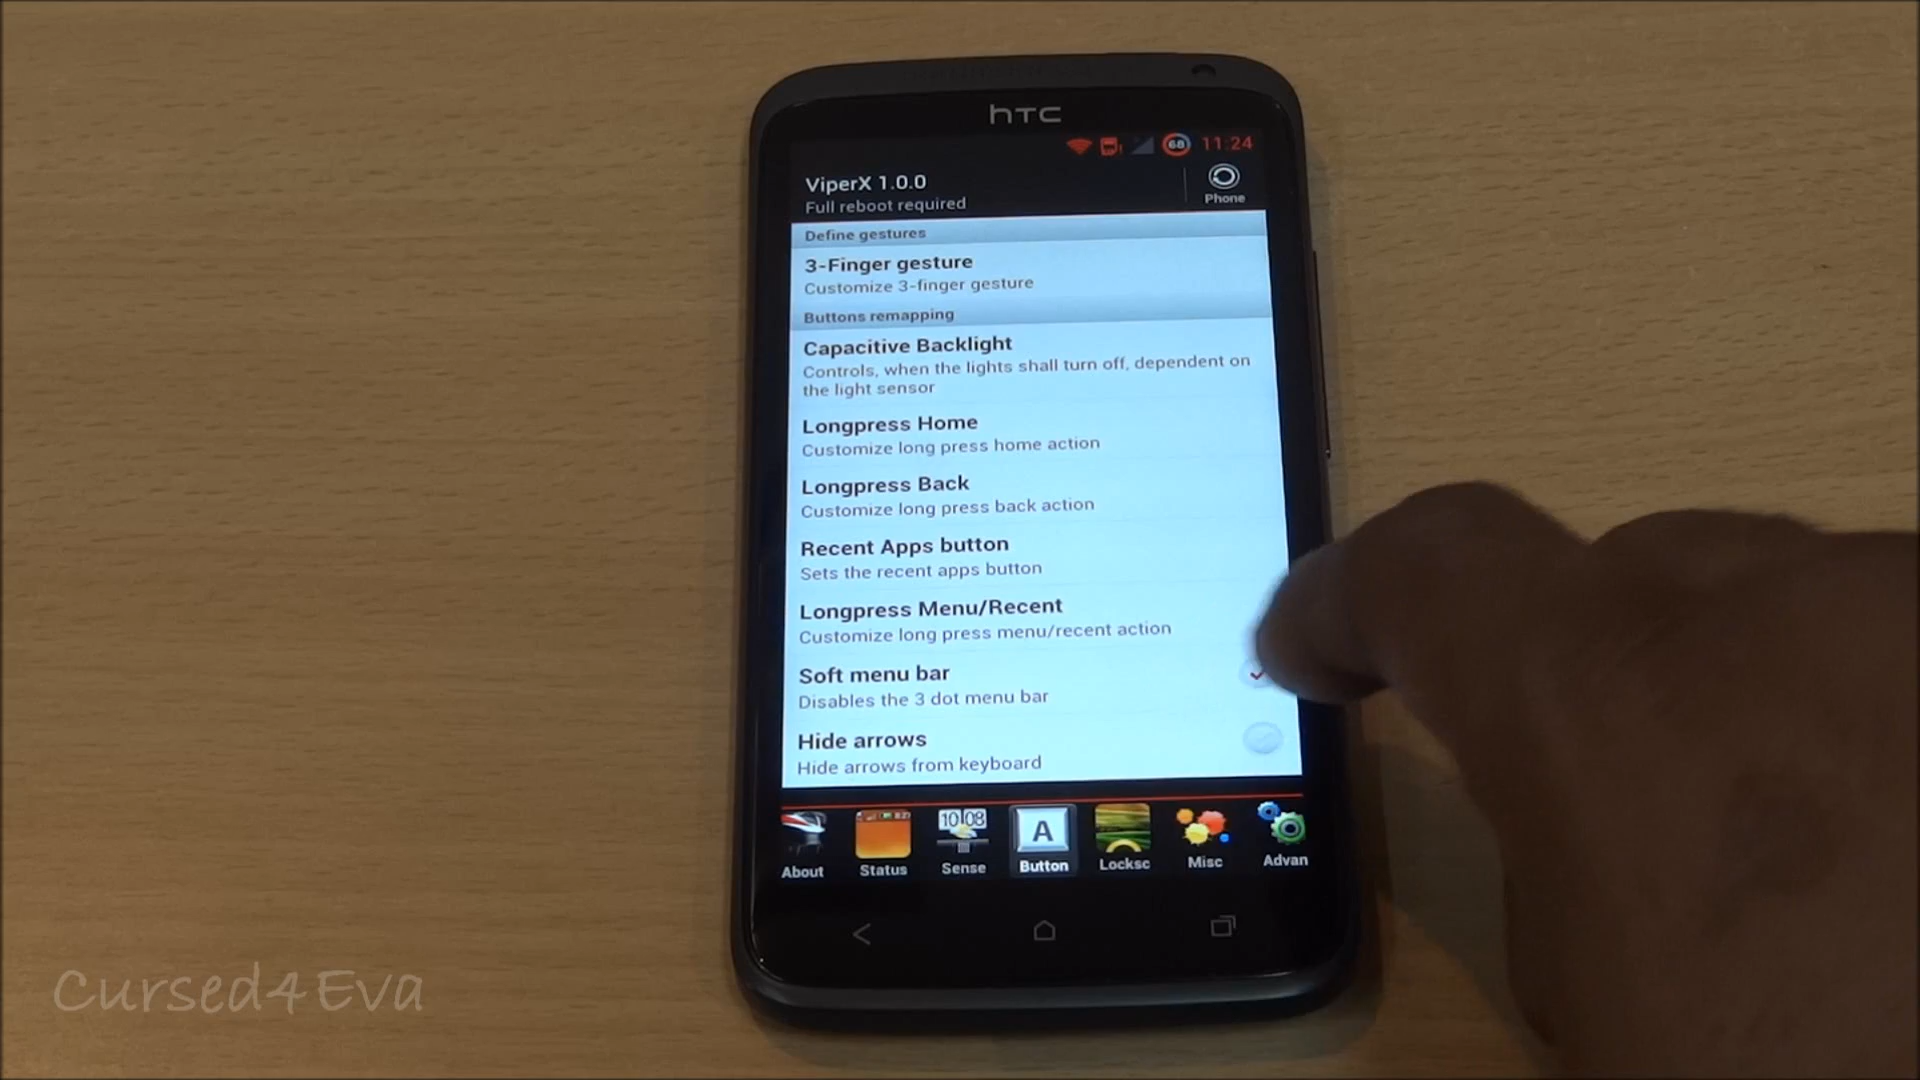 hTC
68 11:24
ViperX 1.0.0
Full reboot required
Phone
Define gestures
3-Finger gesture
Customize 3-finger gesture
Buttons remapping
Capacitive Backlight
Controls, when the lights shall turn off, dependent on
the light sensor
Longpress Home
Customize long press home action
Longpress Back
Customize long press back action
Recent Apps button
Sets the recent apps button
Longpress Menu/Recent
Customize long press menu/recent action
Soft menu bar
Disables the 3 dot menu bar
Hide arrows
Hide arrows from keyboard
10 08
A
About Status Sense Button Locksc Misc Advan
Cursed4Eva